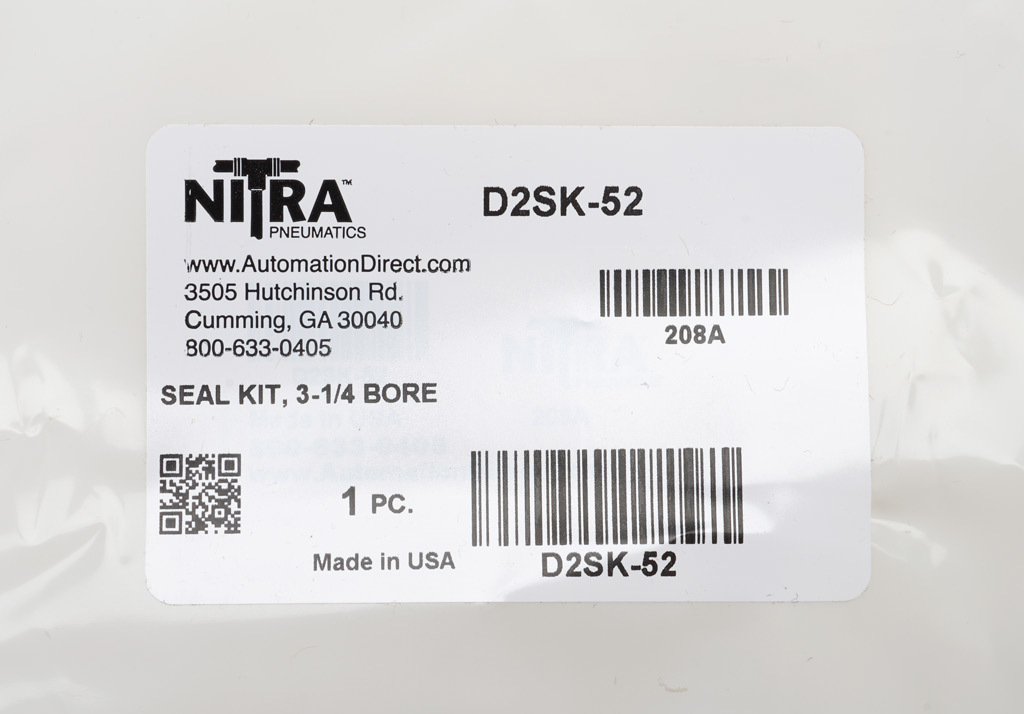 NITRA™
PNEUMATICS
D2SK-52
www.AutomationDirect.com
3505 Hutchinson Rd.
Cumming, GA 30040
800-633-0405
208A
SEAL KIT, 3-1/4 BORE
1 PC.
Made in USA
D2SK-52